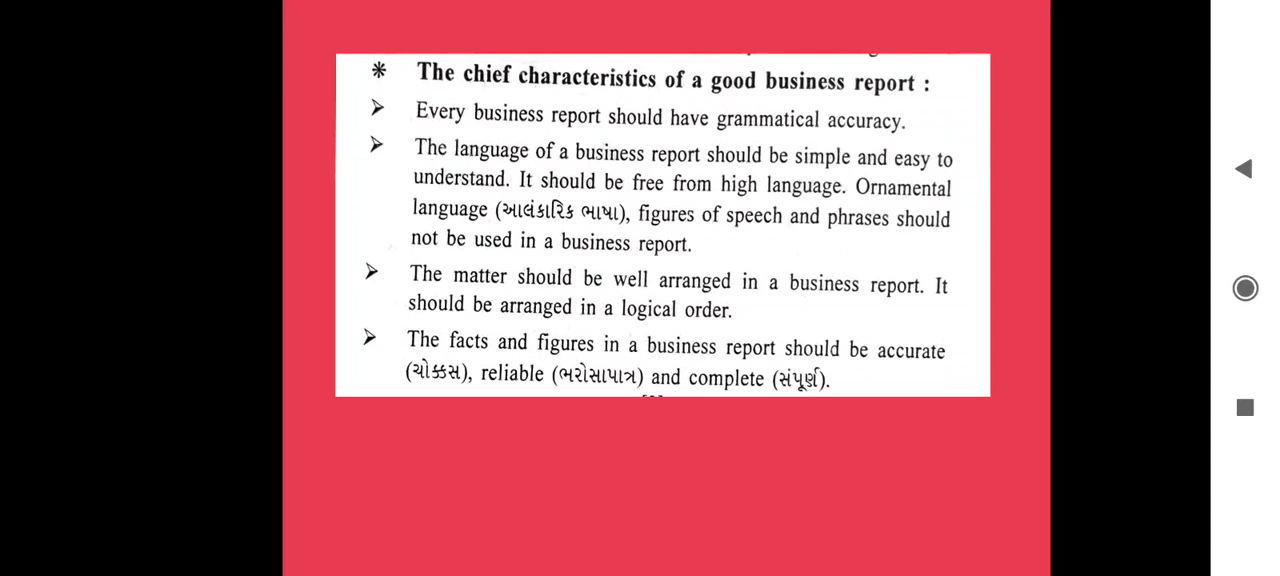 * The chief characteristics of a good business report :
➢ Every business report should have grammatical accuracy.
➢ The language of a business report should be simple and easy to
understand. It should be free from high language. Ornamental
language (આલંકારિક ભાષા), figures of speech and phrases should
not be used in a business report.
➢ The matter should be well arranged in a business report. It
should be arranged in a logical order.
➢ The facts and figures in a business report should be accurate
(ચોક્કસ), reliable (ભરોસાપાત્ર) and complete (સંપૂર્ણ).